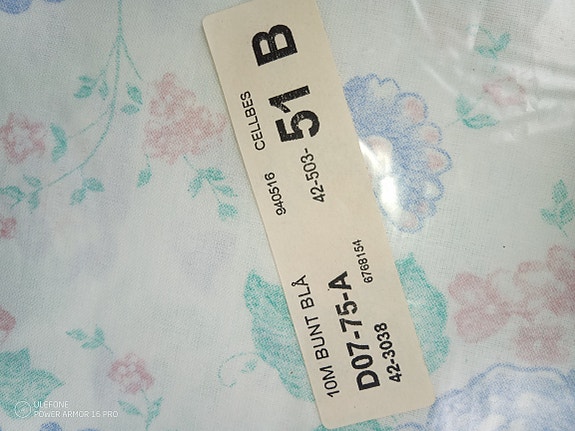 CELLBES B
940516 42-503-51
10M BUNT BLÅ
D07-75-A 6768154
42-3038
ULEFONE
POWER ARMOR 16 PRO